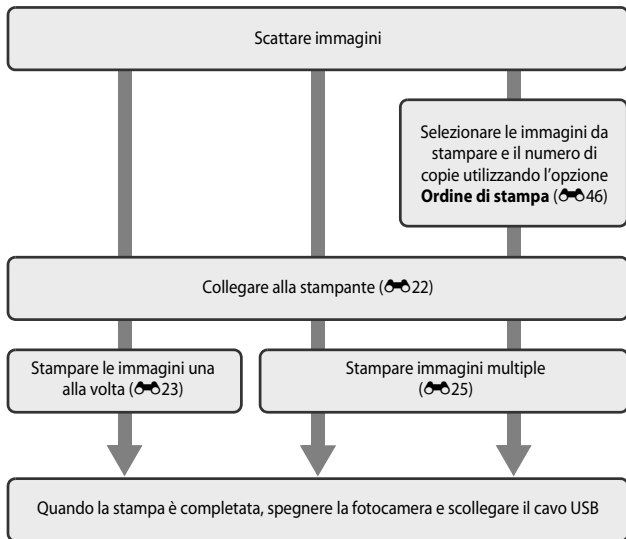 Scattare immagini
Selezionare le immagini da
stampare e il numero di
copie utilizzando l'opzione
Ordine di stampa (46)
Collegare alla stampante (22)
Stampare le immagini una
alla volta (23)
Stampare immagini multiple
(25)
Quando la stampa è completata, spegnere la fotocamera e scollegare il cavo USB